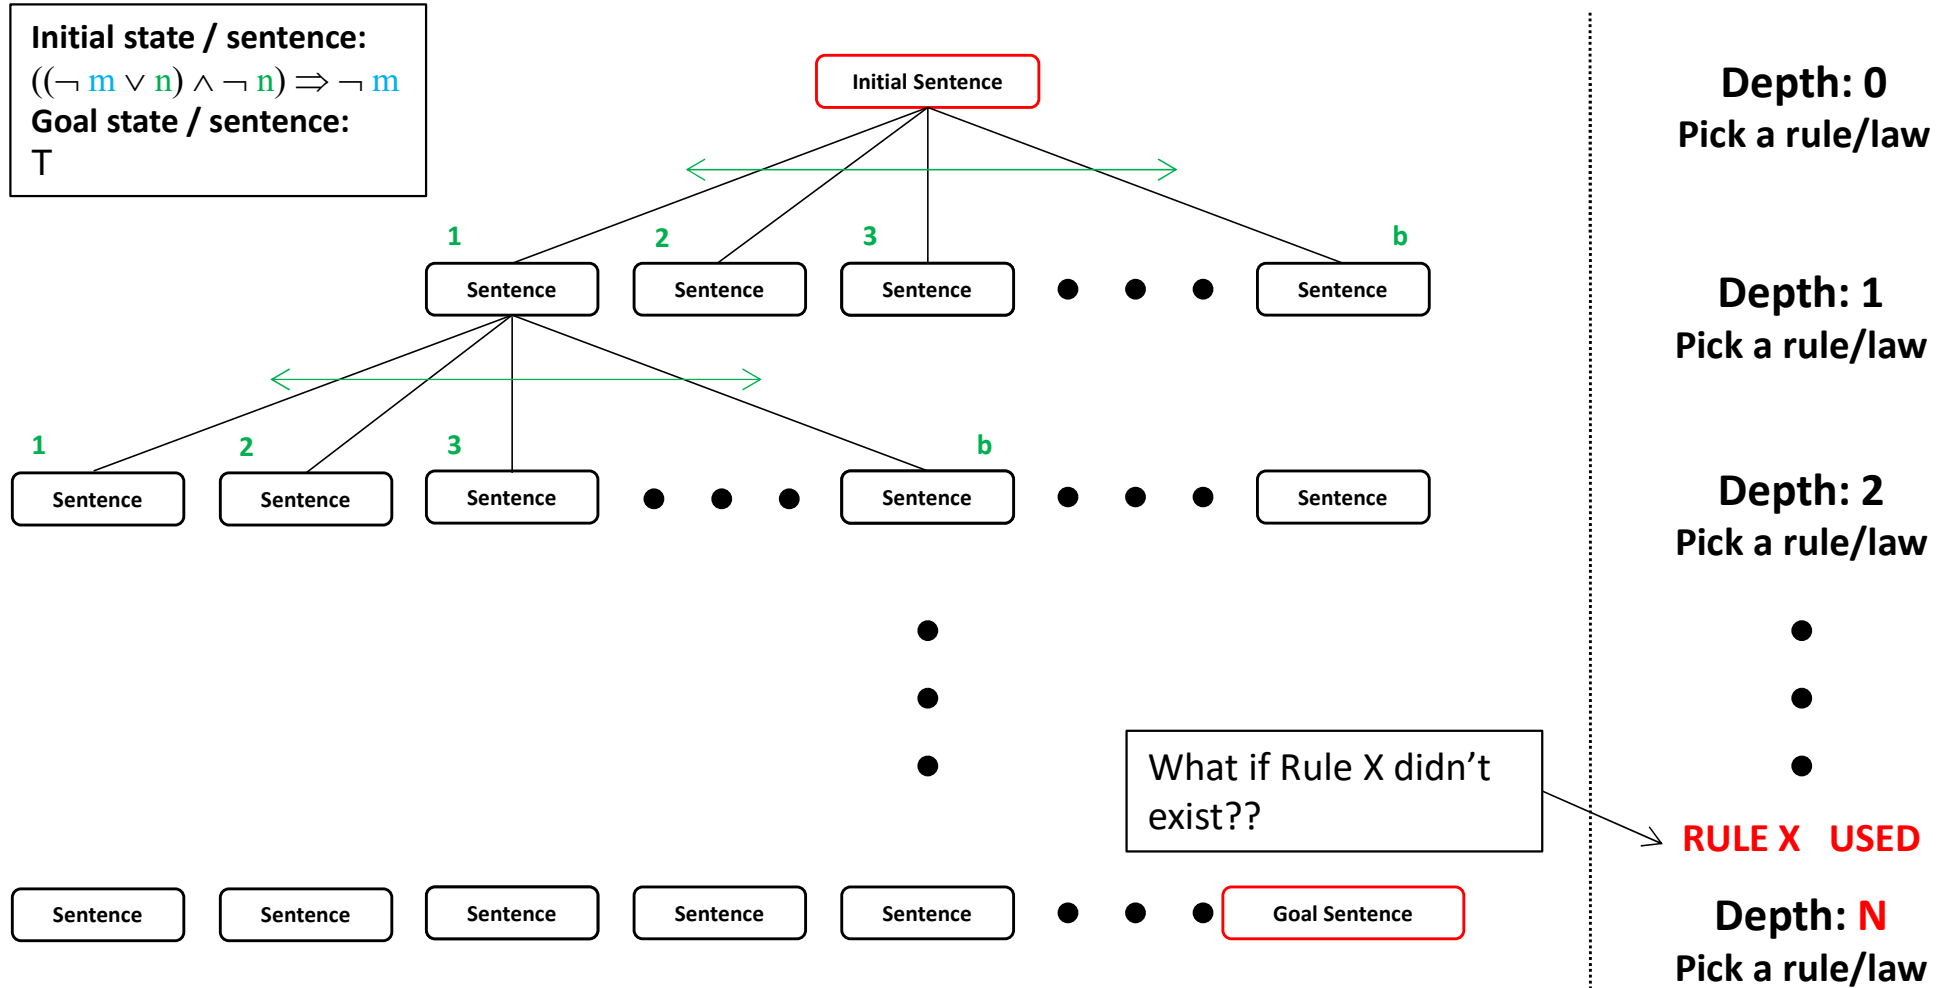 Initial state / sentence:
((¬ m ∨ n) ∧ ¬ n) ⇒ ¬ m
Goal state / sentence:
T
Initial Sentence
Depth: 0
Pick a rule/law
1
2
3
b
Sentence
Sentence
Sentence
Sentence
Depth: 1
Pick a rule/law
1
2
3
b
Sentence
Sentence
Sentence
Sentence
Sentence
Depth: 2
Pick a rule/law
What if Rule X didn’t
exist??
RULE X USED
Sentence
Sentence
Sentence
Sentence
Sentence
Goal Sentence
Depth: N
Pick a rule/law